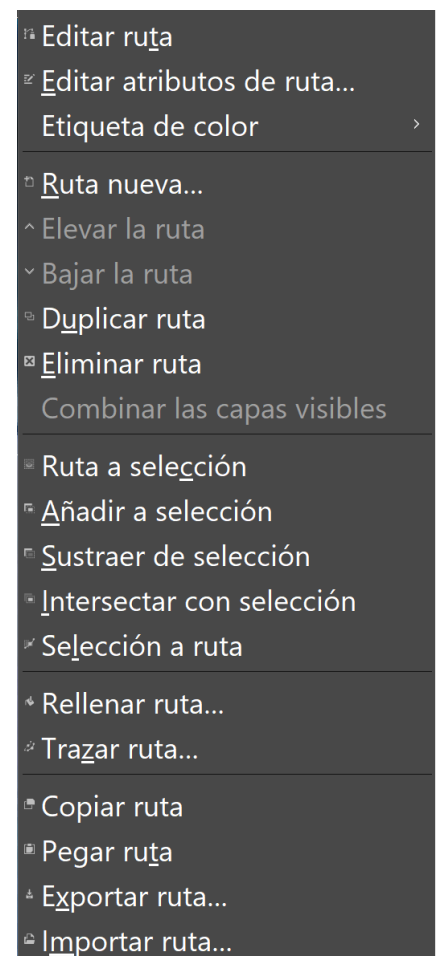 Editar ruta
Editar atributos de ruta...
Etiqueta de color
Ruta nueva...
Elevar la ruta
Bajar la ruta
Duplicar ruta
Eliminar ruta
Combinar las capas visibles
Ruta a selección
Añadir a selección
Sustraer de selección
Intersectar con selección
Selección a ruta
Rellenar ruta...
Trazar ruta...
Copiar ruta
Pegar ruta
Exportar ruta...
Importar ruta...